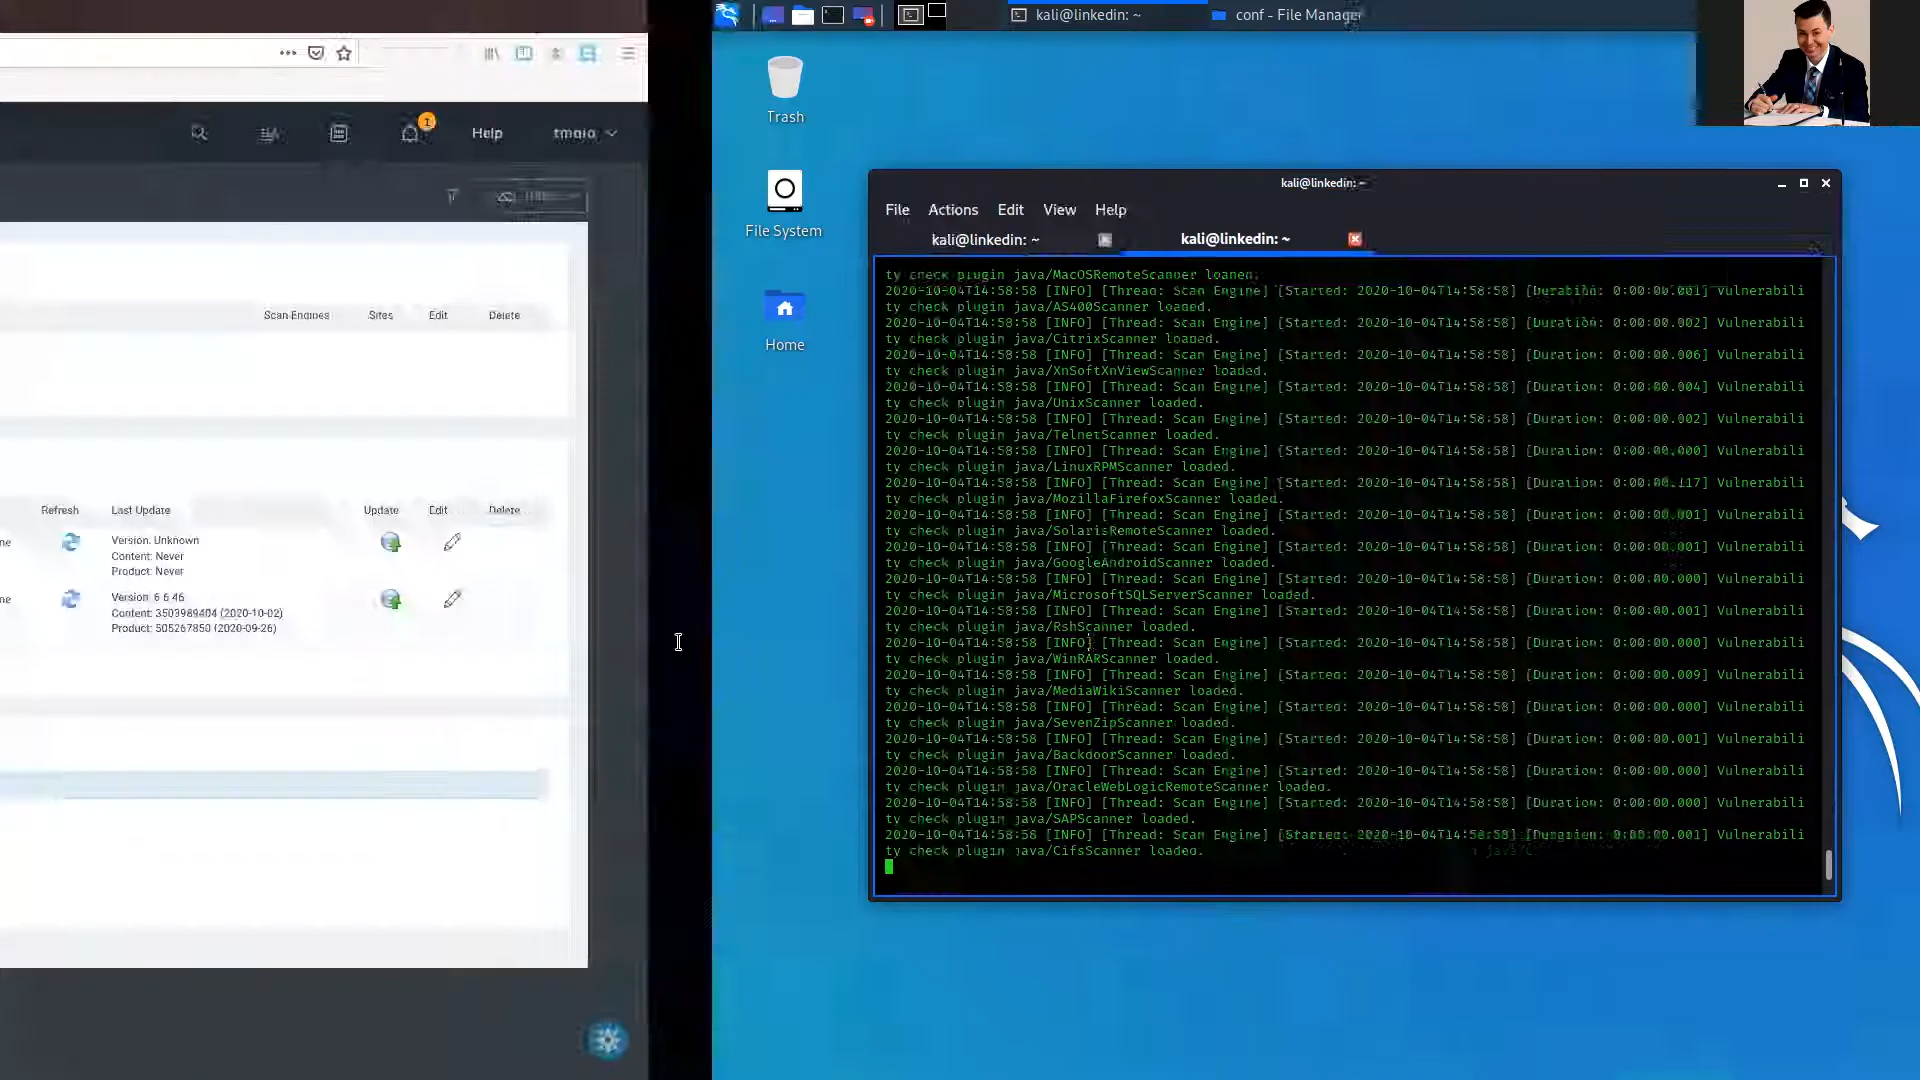 Help
tmaio
Scan Engines Sites Edit Delete
Refresh Last Update Update Edit Delete
ne
Version: Unknown
Content: Never
Product: Never
ne
Version 6 6 46
Content: 3503989404 (2020-10-02)
Product: 505267850 (2020-09-26)
kali@linkedin: ~
conf - File Manager
Trash
File System
Home
kali@linkedin: ~
File Actions Edit View Help
kali@linkedin: ~
kali@linkedin: ~
ty check plugin java/MacOSRemoteScanner loaned.
2020-10-04T14:58:58 [INFO] [Thread: Scan Engine] [Started: 2020-10-04T14:58:58] [Duration: 0:00:00.001] Vulnerabili
ty check plugin java/AS400Scanner loaded.
2020-10-04T14:58:58 [INFO] [Thread: Scan Engine] [Started: 2020-10-04T14:58:58] [Duration: 0:00:00.002] Vulnerabili
ty check plugin java/CitrixScanner loaded.
2020-10-04T14:58:58 [INFO] [Thread: Scan Engine] [Started: 2020-10-04T14:58:58] [Duration: 0:00:00.006] Vulnerabili
ty check plugin java/XnSoftXnViewScanner loaded.
2020-10-04T14:58:58 [INFO] [Thread: Scan Engine] [Started: 2020-10-04T14:58:58] [Duration: 0:00:00.004] Vulnerabili
ty check plugin java/UnixScanner loaded.
2020-10-04T14:58:58 [INFO] [Thread: Scan Engine] [Started: 2020-10-04T14:58:58] [Duration: 0:00:00.002] Vulnerabili
ty check plugin java/TelnetScanner loaded.
2020-10-04T14:58:58 [INFO] [Thread: Scan Engine] [Started: 2020-10-04T14:58:58] [Duration: 0:00:00.000] Vulnerabili
ty check plugin java/LinuxRPMScanner loaded.
2020-10-04T14:58:58 [INFO] [Thread: Scan Engine] [Started: 2020-10-04T14:58:58] [Duration: 0:00:00.117] Vulnerabili
ty check plugin java/MozillaFirefoxScanner loaded.
2020-10-04T14:58:58 [INFO] [Thread: Scan Engine] [Started: 2020-10-04T14:58:58] [Duration: 0:00:00.001] Vulnerabili
ty check plugin java/SolarisRemoteScanner loaded.
2020-10-04T14:58:58 [INFO] [Thread: Scan Engine] [Started: 2020-10-04T14:58:58] [Duration: 0:00:00.001] Vulnerabili
ty check plugin java/GoogleAndroidScanner loaded.
2020-10-04T14:58:58 [INFO] [Thread: Scan Engine] [Started: 2020-10-04T14:58:58] [Duration: 0:00:00.000] Vulnerabili
ty check plugin java/MicrosoftSQLServerScanner loaded.
2020-10-04T14:58:58 [INFO] [Thread: Scan Engine] [Started: 2020-10-04T14:58:58] [Duration: 0:00:00.001] Vulnerabili
ty check plugin java/RshScanner loaded.
2020-10-04T14:58:58 [INFO] [Thread: Scan Engine] [Started: 2020-10-04T14:58:58] [Duration: 0:00:00.000] Vulnerabili
ty check plugin java/WinRARScanner loaded.
2020-10-04T14:58:58 [INFO] [Thread: Scan Engine] [Started: 2020-10-04T14:58:58] [Duration: 0:00:00.009] Vulnerabili
ty check plugin java/MediaWikiScanner loaded.
2020-10-04T14:58:58 [INFO] [Thread: Scan Engine] [Started: 2020-10-04T14:58:58] [Duration: 0:00:00.000] Vulnerabili
ty check plugin java/SevenZipScanner loaded.
2020-10-04T14:58:58 [INFO] [Thread: Scan Engine] [Started: 2020-10-04T14:58:58] [Duration: 0:00:00.001] Vulnerabili
ty check plugin java/BackdoorScanner loaded.
2020-10-04T14:58:58 [INFO] [Thread: Scan Engine] [Started: 2020-10-04T14:58:58] [Duration: 0:00:00.000] Vulnerabili
ty check plugin java/OracleWebLogicRemoteScanner loaded.
2020-10-04T14:58:58 [INFO] [Thread: Scan Engine] [Started: 2020-10-04T14:58:58] [Duration: 0:00:00.000] Vulnerabili
ty check plugin java/SAPScanner loaded.
2020-10-04T14:58:58 [INFO] [Thread: Scan Engine] [Started: 2020-10-04T14:58:58] [Duration: 0:00:00.001] Vulnerabili
ty check plugin java/CifsScanner loaded.